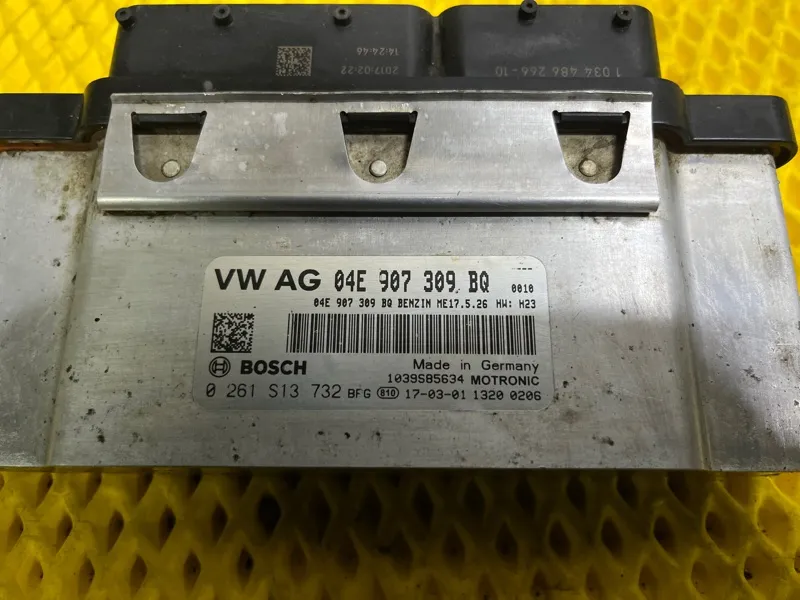 14:24:46
2017-02-22
1 034 486 266-10
VW AG 04E 907 309 BQ 0010
04E 907 309 BQ BENZIN ME17.5.26 HW: H23
BOSCH
Made in Germany
1039S85634 MOTRONIC
0 261 S13 732 BFG 810 17-03-01 1320 0206